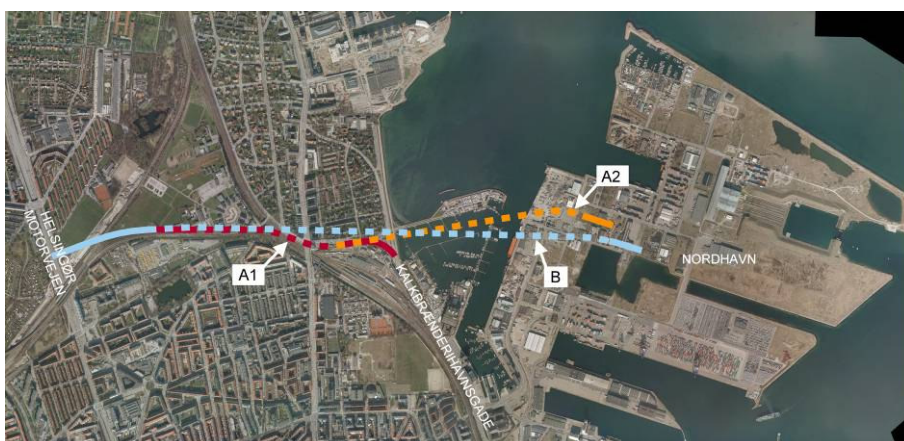 A2
A1
B
HELSINGØR
MOTORVEJEN
KALKBRÆNDERIHAVNSGADE
NORDHAVN